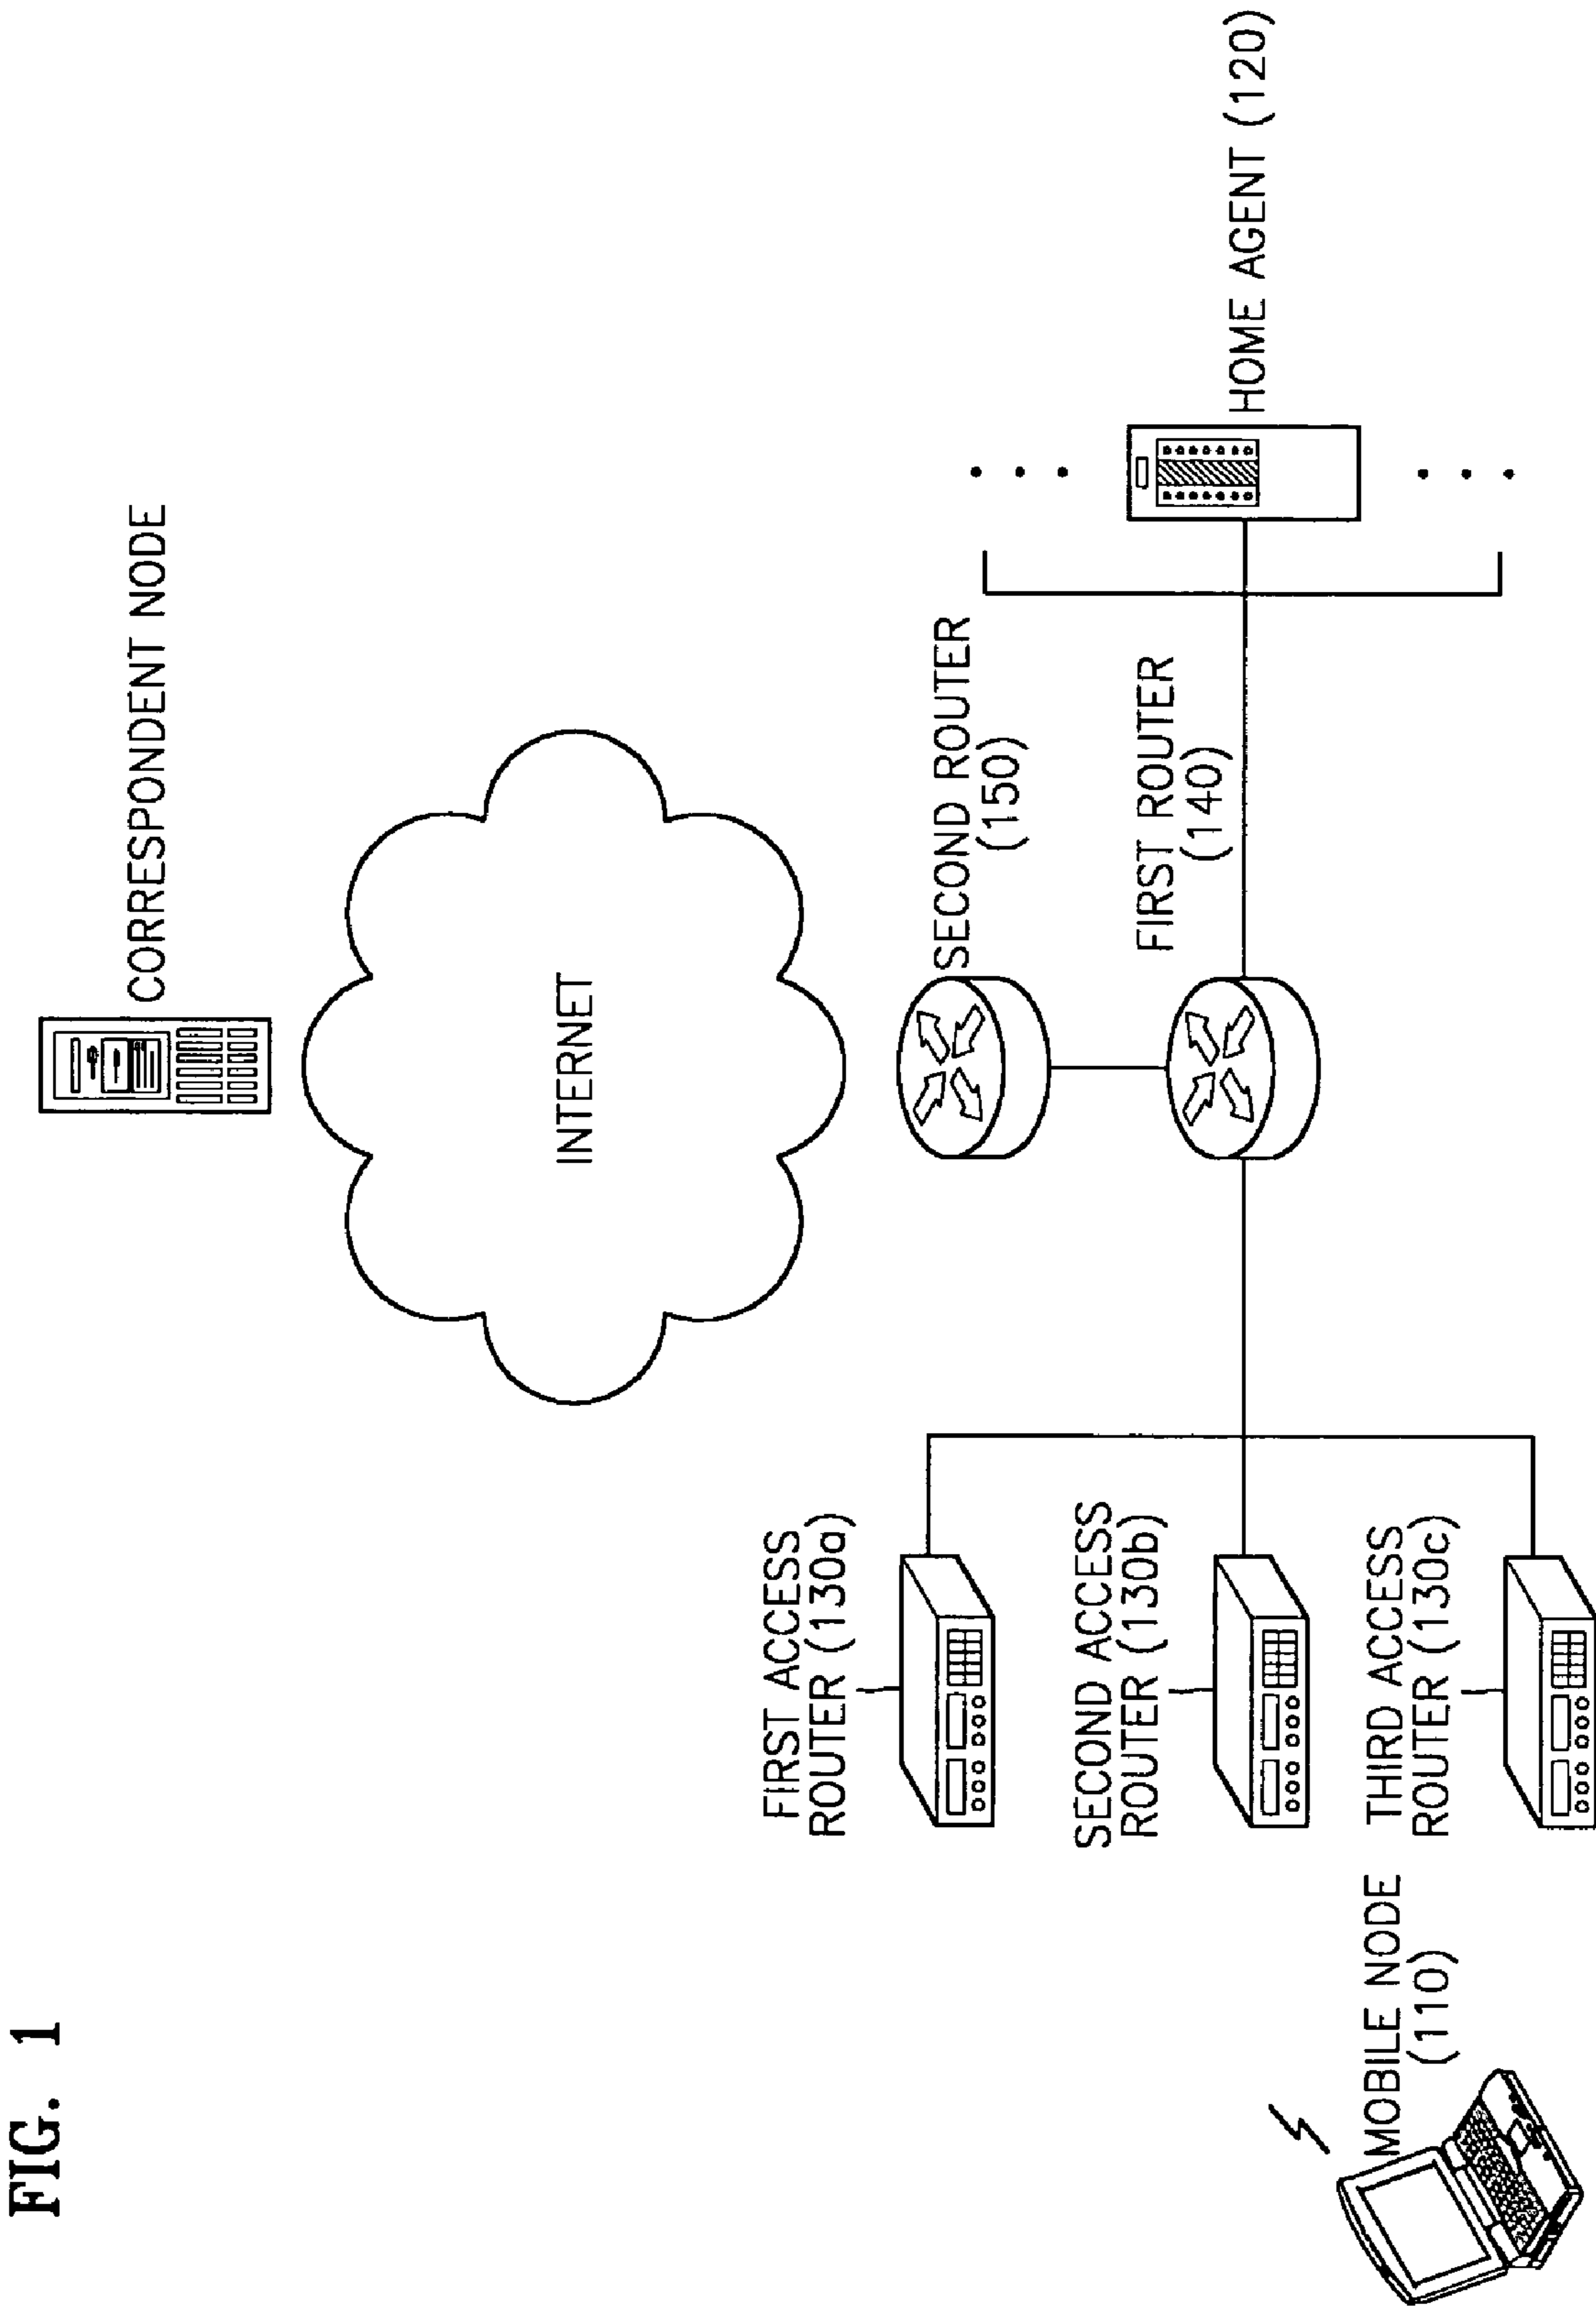 FIG. 1
CORRESPONDENT NODE
INTERNET
SECOND ROUTER
(150)
FIRST ROUTER
(140)
HOME AGENT (120)
FIRST ACCESS
ROUTER (130a)
SECOND ACCESS
ROUTER (130b)
THIRD ACCESS
ROUTER (130c)
MOBILE NODE
(110)